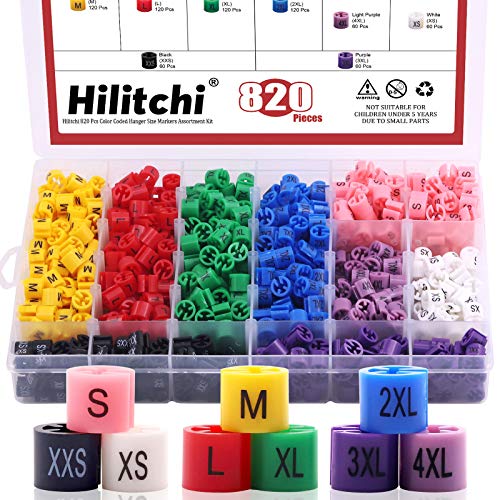 (M)
120 Pcs
(L)
120 Pcs
(XL)
120 Pcs
(2XL)
120 Pcs
Light Purple
(4XL)
60 Pcs
White
(XS)
60 Pcs
Black
(XXS)
60 Pcs
Purple
(3XL)
60 Pcs
Hilitchi®
820
Pieces
Hilitchi 820 Pcs Color Coded Hanger Size Markers Assortment Kit
warning
NOT SUITABLE FOR
CHILDREN UNDER 5 YEARS
DUE TO SMALL PARTS
S
M
2XL
XXS
XS
L
XL
3XL
4XL